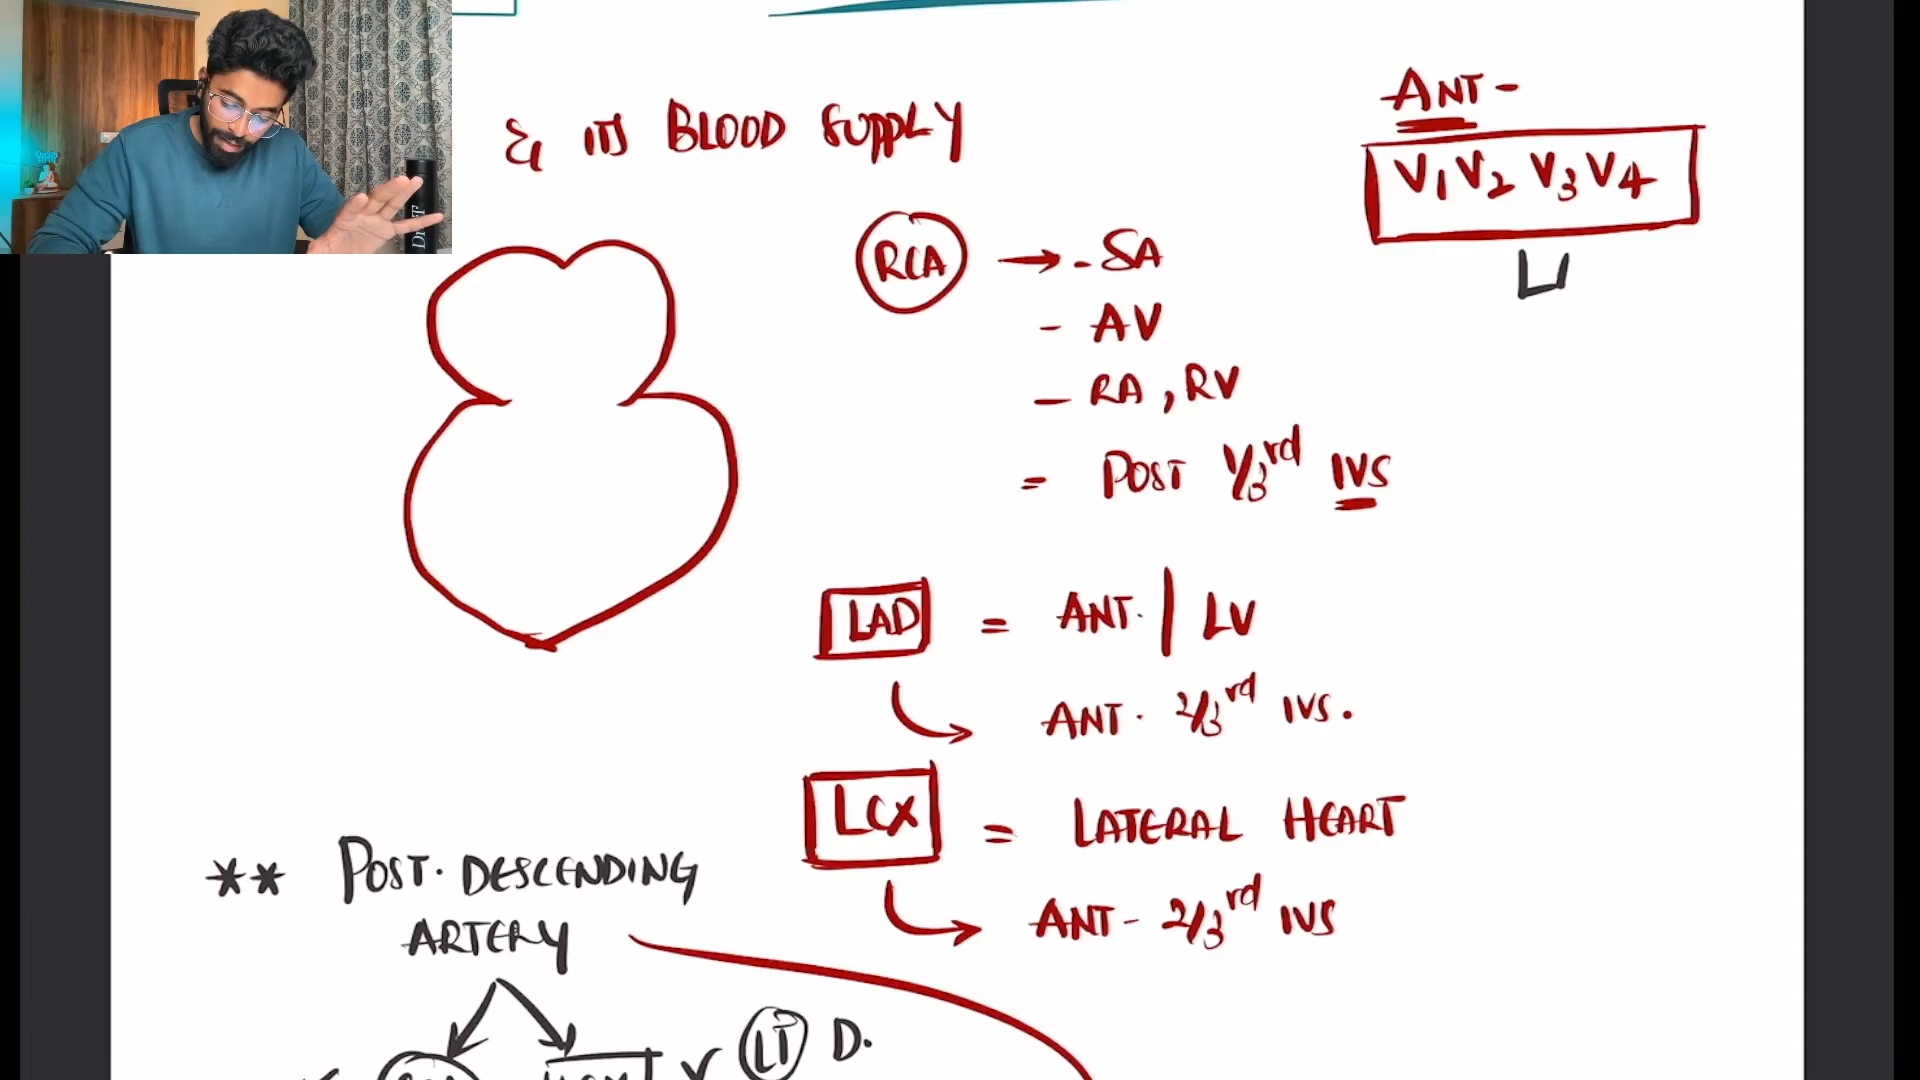 & ITS BLOOD SUPPLY
ANT -
V1 V2 V3 V4
RCA → - SA
- AV
- RA, RV
= POST 1/3rd IVS
LAD = ANT. | LV
ANT. 2/3rd IVS.
LCX = LATERAL HEART
ANT - 2/3rd IVS
** POST. DESCENDING
ARTERY
LT D.